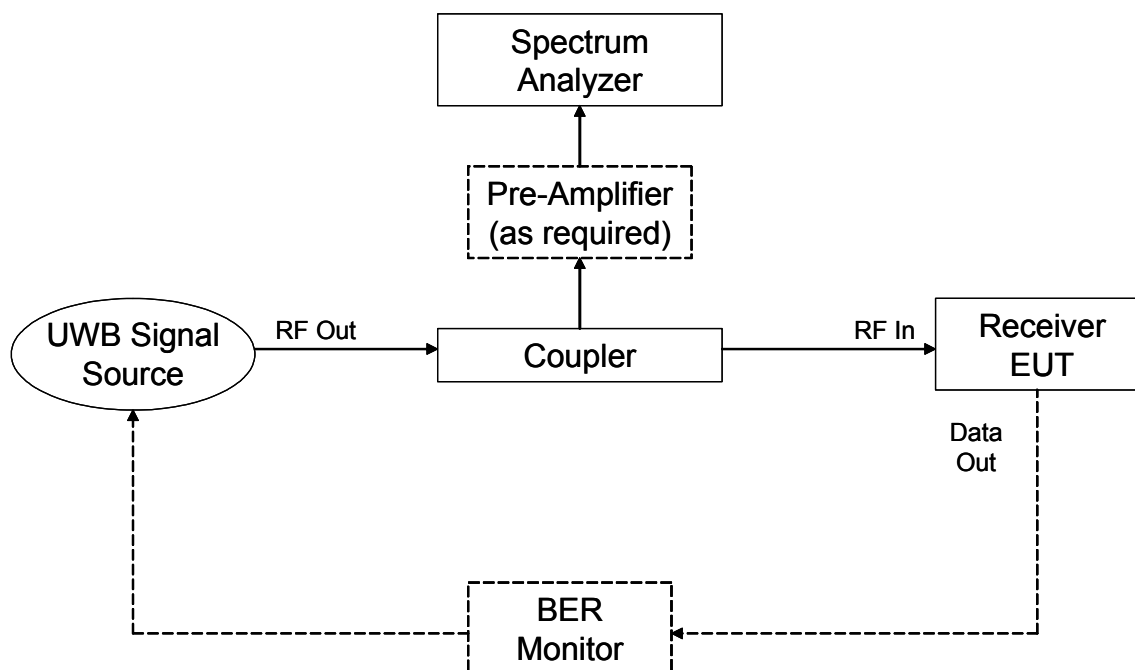 Spectrum
Analyzer
Pre-Amplifier
(as required)
UWB Signal
Source
RF Out
Coupler
RF In
Receiver
EUT
Data
Out
BER
Monitor